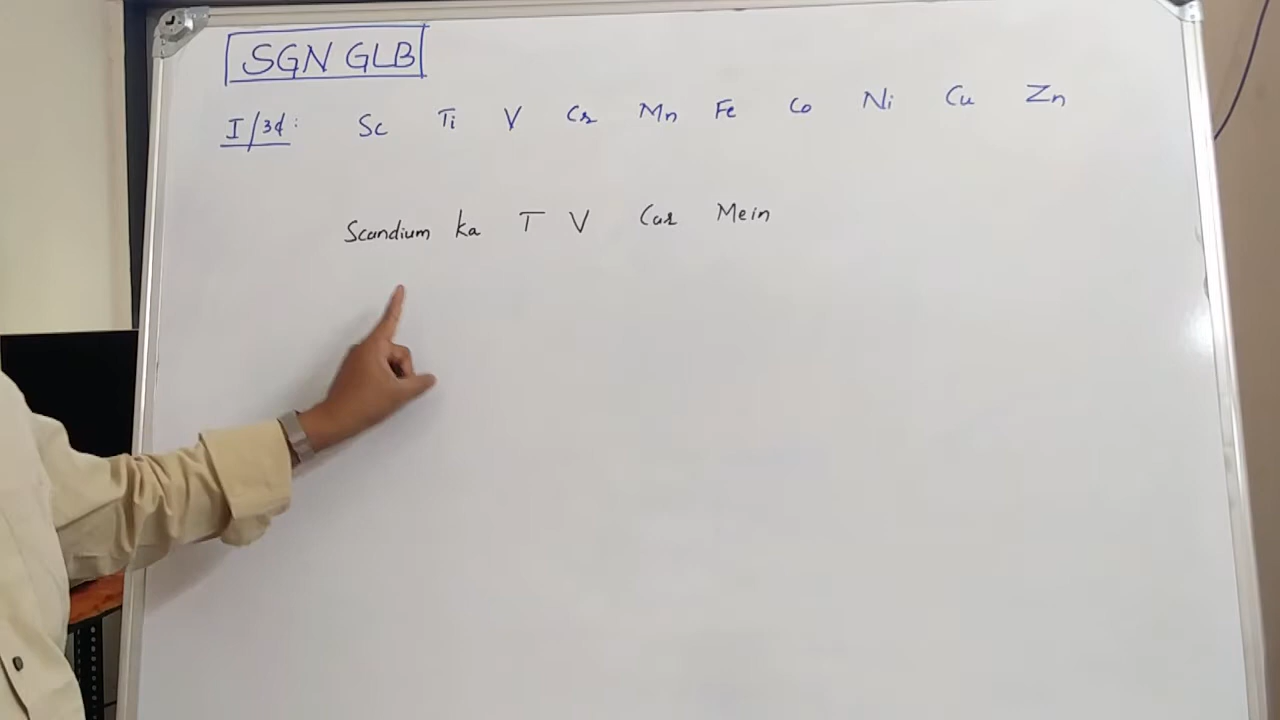 SGN GLB
I/3d: Sc Ti V Cr Mn Fe Co Ni Cu Zn
Scandium ka T V Car Mein